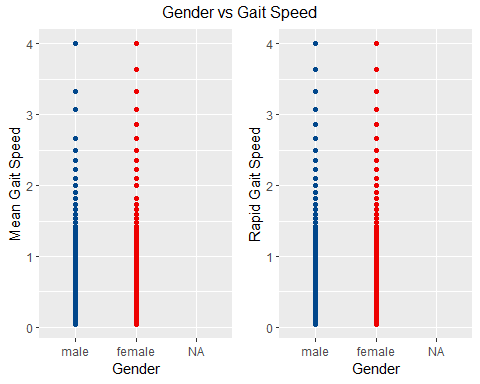 Gender vs Gait Speed
Mean Gait Speed
4
3
2
1
0
male female NA
Gender
Rapid Gait Speed
4
3
2
1
0
male female NA
Gender